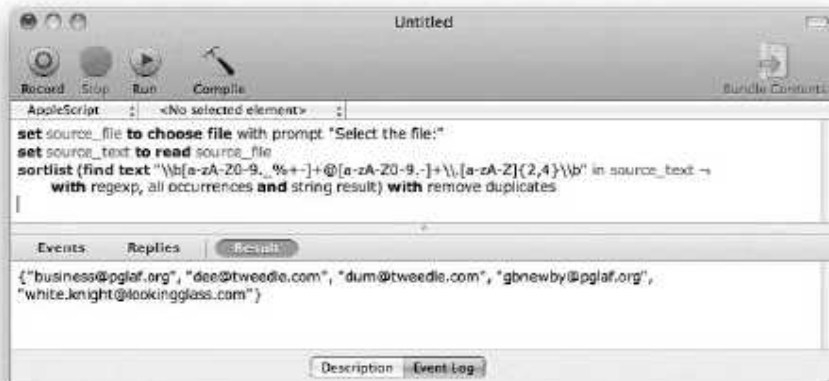 Untitled
Record Stop Run Compile Bundle Contents
AppleScript <No selected element>
set source_file to choose file with prompt "Select the file:"
set source_text to read source_file
sortlist (find text "\\b[a-zA-Z0-9._%+-]+@[a-zA-Z0-9.-]+\\.[a-zA-Z]{2,4}\\b" in source_text ¬
with regexp, all occurrences and string result) with remove duplicates
Events Replies Result
{"business@pglaf.org", "dee@tweedle.com", "dum@tweedle.com", "gbnewby@pglaf.org",
"white.knight@lookingglass.com"}
Description Event Log